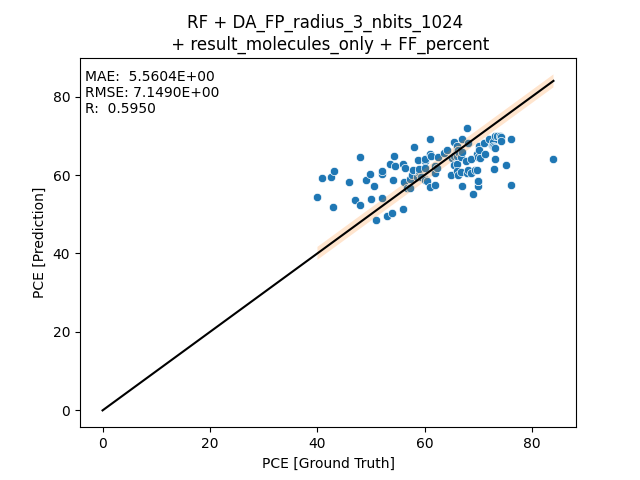 RF + DA_FP_radius_3_nbits_1024
+ result_molecules_only + FF_percent
MAE:  5.5604E+00
RMSE: 7.1490E+00
R:  0.5950
80
60
40
20
0
PCE [Prediction]
0 20 40 60 80
PCE [Ground Truth]